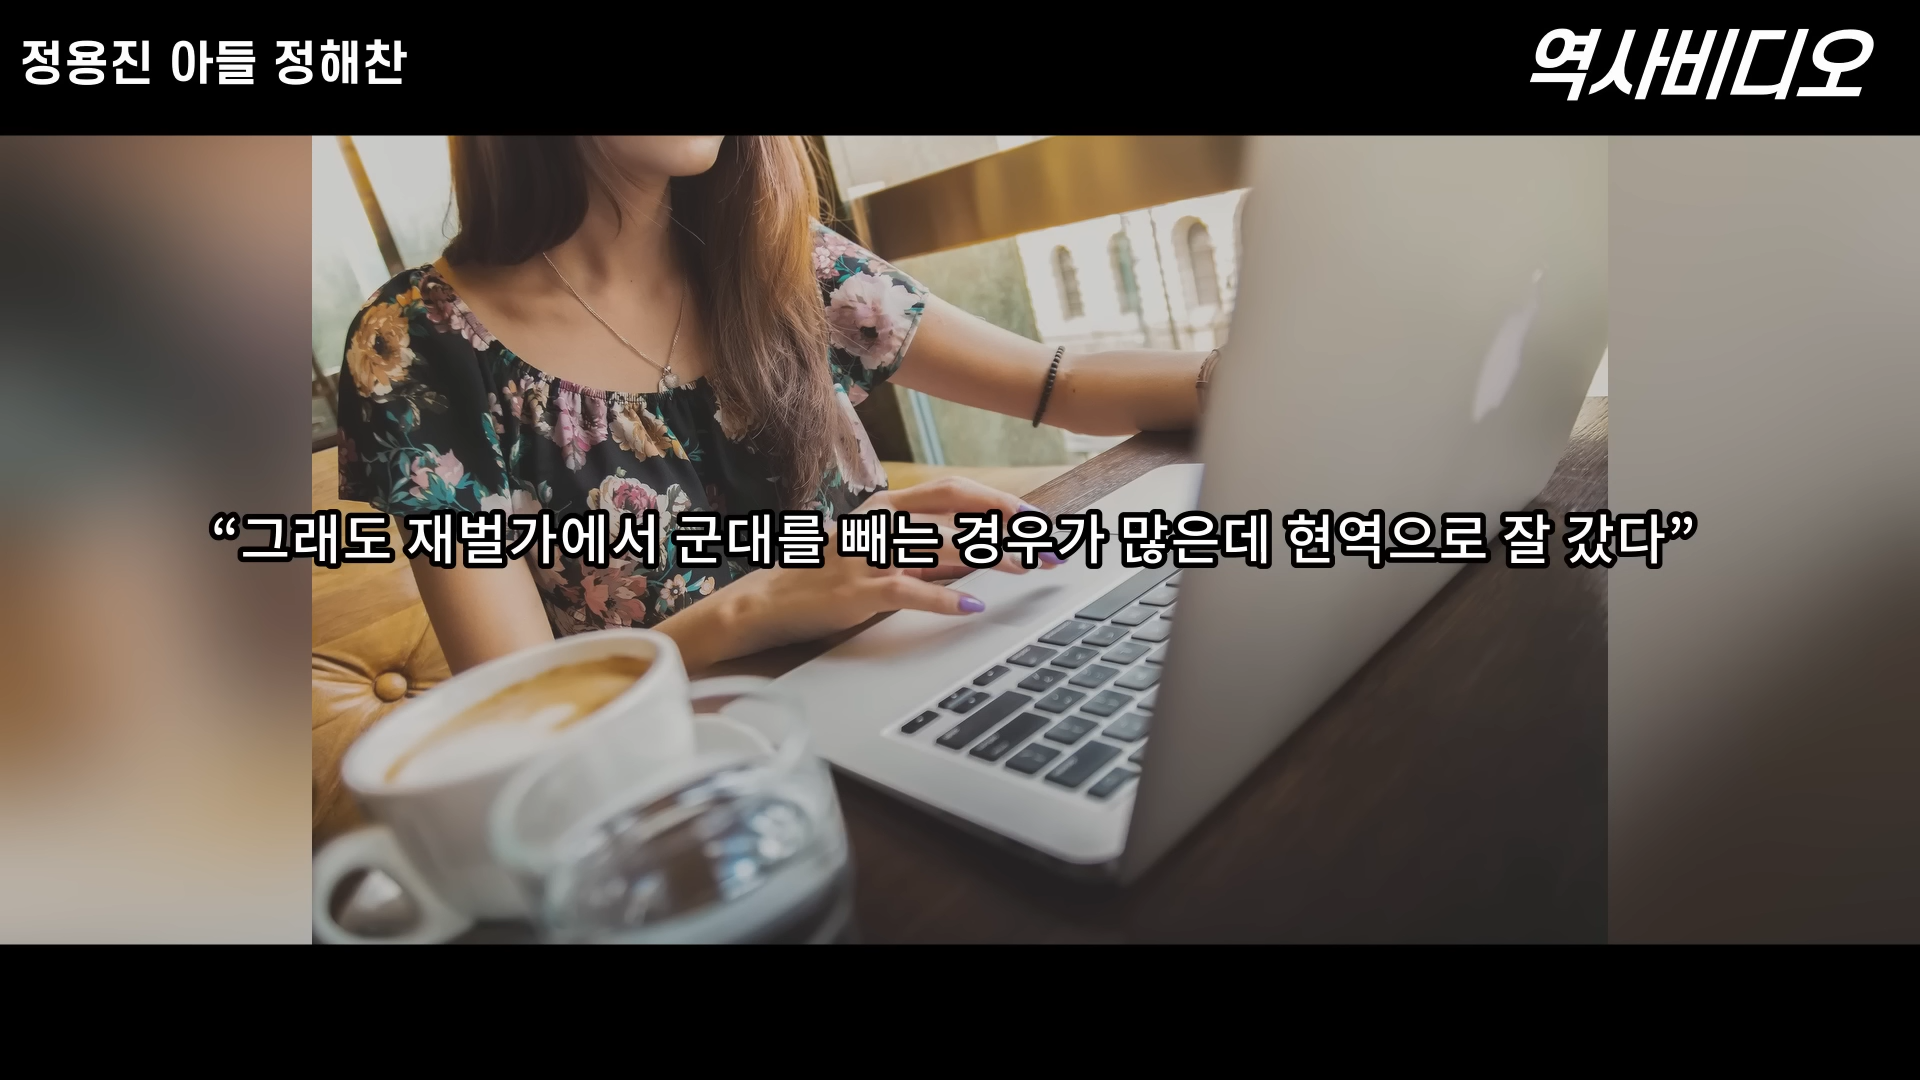 정용진 아들 정해찬
역사비디오
“그래도 재벌가에서 군대를 빼는 경우가 많은데 현역으로 잘 갔다”